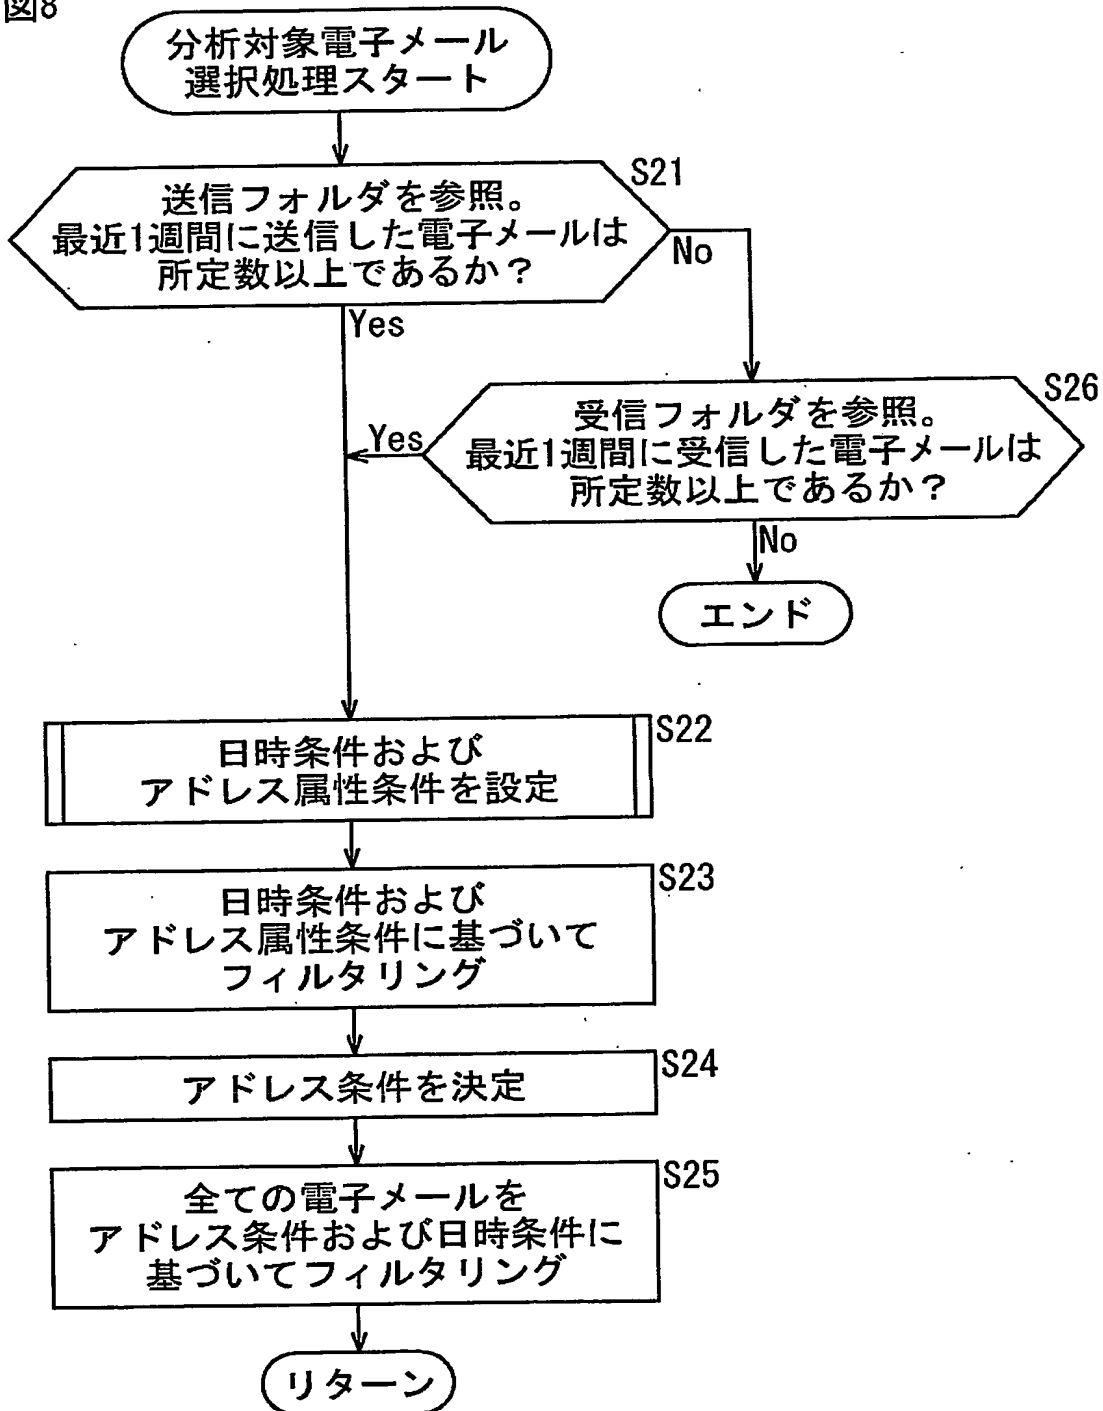 図8
分析対象電子メール
選択処理スタート
S21
送信フォルダを参照。
最近1週間に送信した電子メールは
所定数以上であるか？
No
Yes
S26
受信フォルダを参照。
最近1週間に受信した電子メールは
所定数以上であるか？
Yes
No
エンド
S22
日時条件および
アドレス属性条件を設定
S23
日時条件および
アドレス属性条件に基づいて
フィルタリング
S24
アドレス条件を決定
S25
全ての電子メールを
アドレス条件および日時条件に
基づいてフィルタリング
リターン